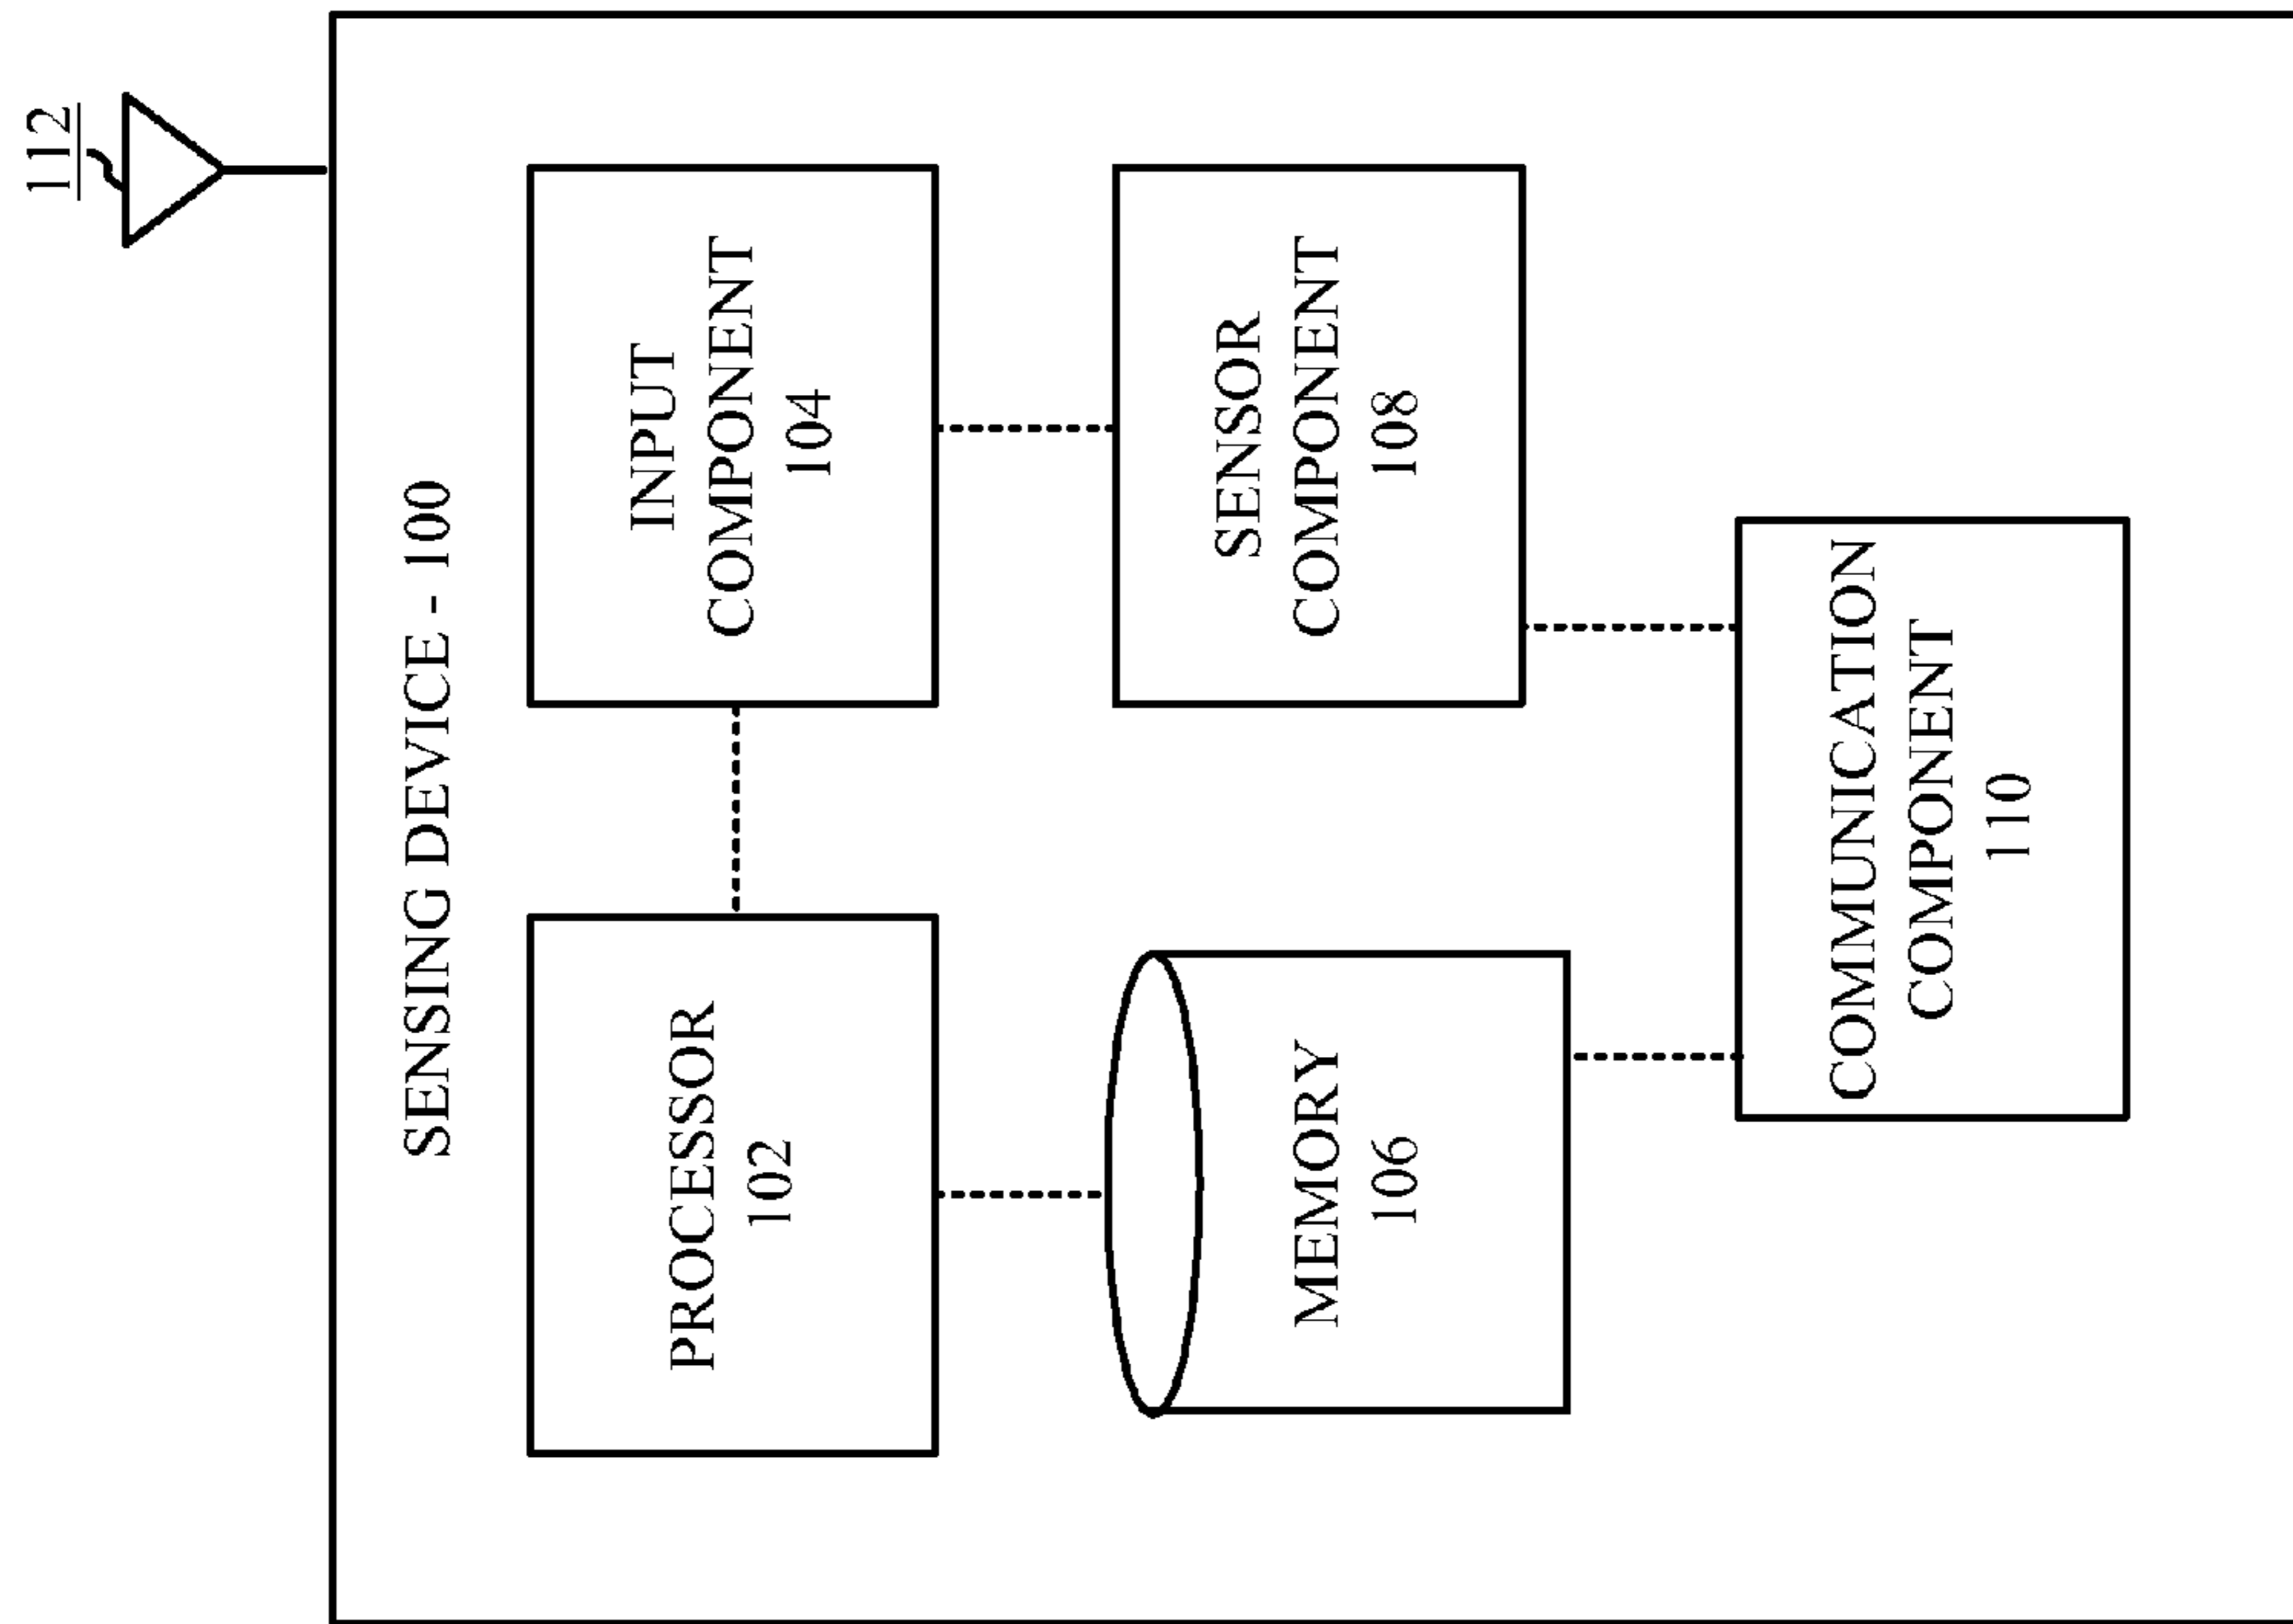 112
SENSING DEVICE - 100
PROCESSOR
102
INPUT
COMPONENT
104
MEMORY
106
SENSOR
COMPONENT
108
COMMUNICATION
COMPONENT
110